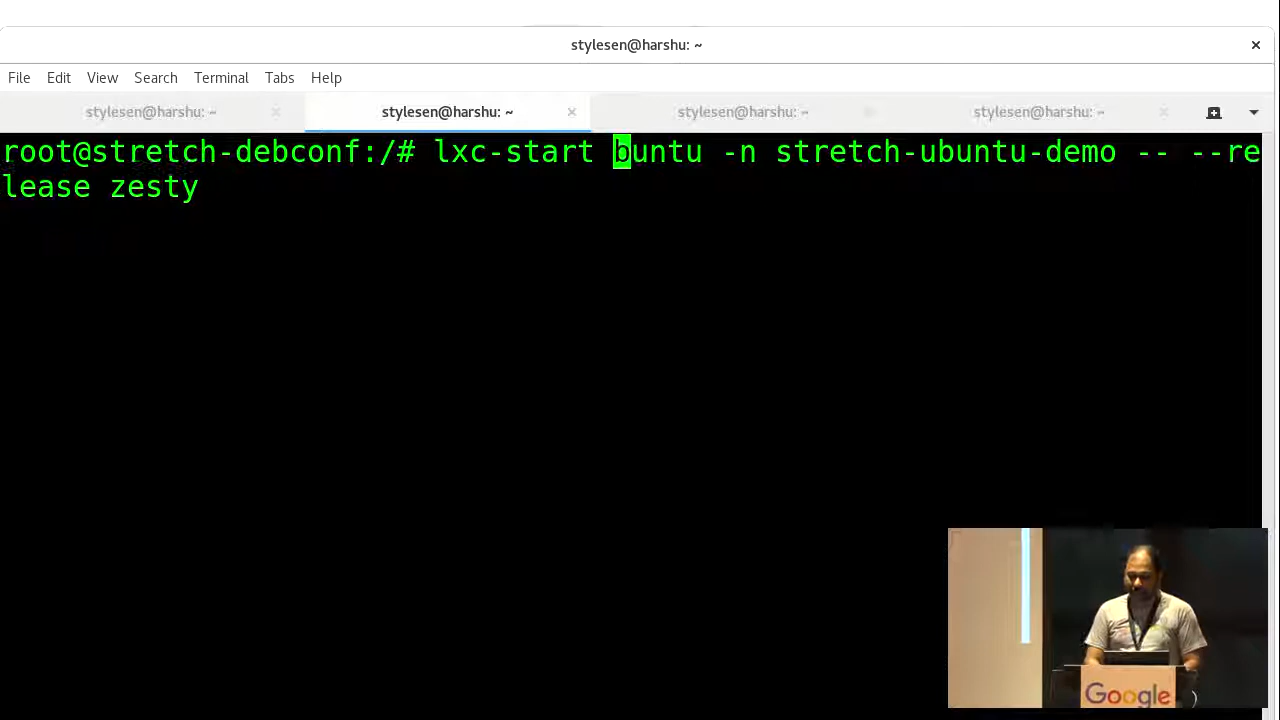 stylesen@harshu: ~
File Edit View Search Terminal Tabs Help
stylesen@harshu: ~ stylesen@harshu: ~ stylesen@harshu: ~ stylesen@harshu: ~
root@stretch-debconf:/# lxc-start buntu -n stretch-ubuntu-demo -- --re
lease zesty
Google